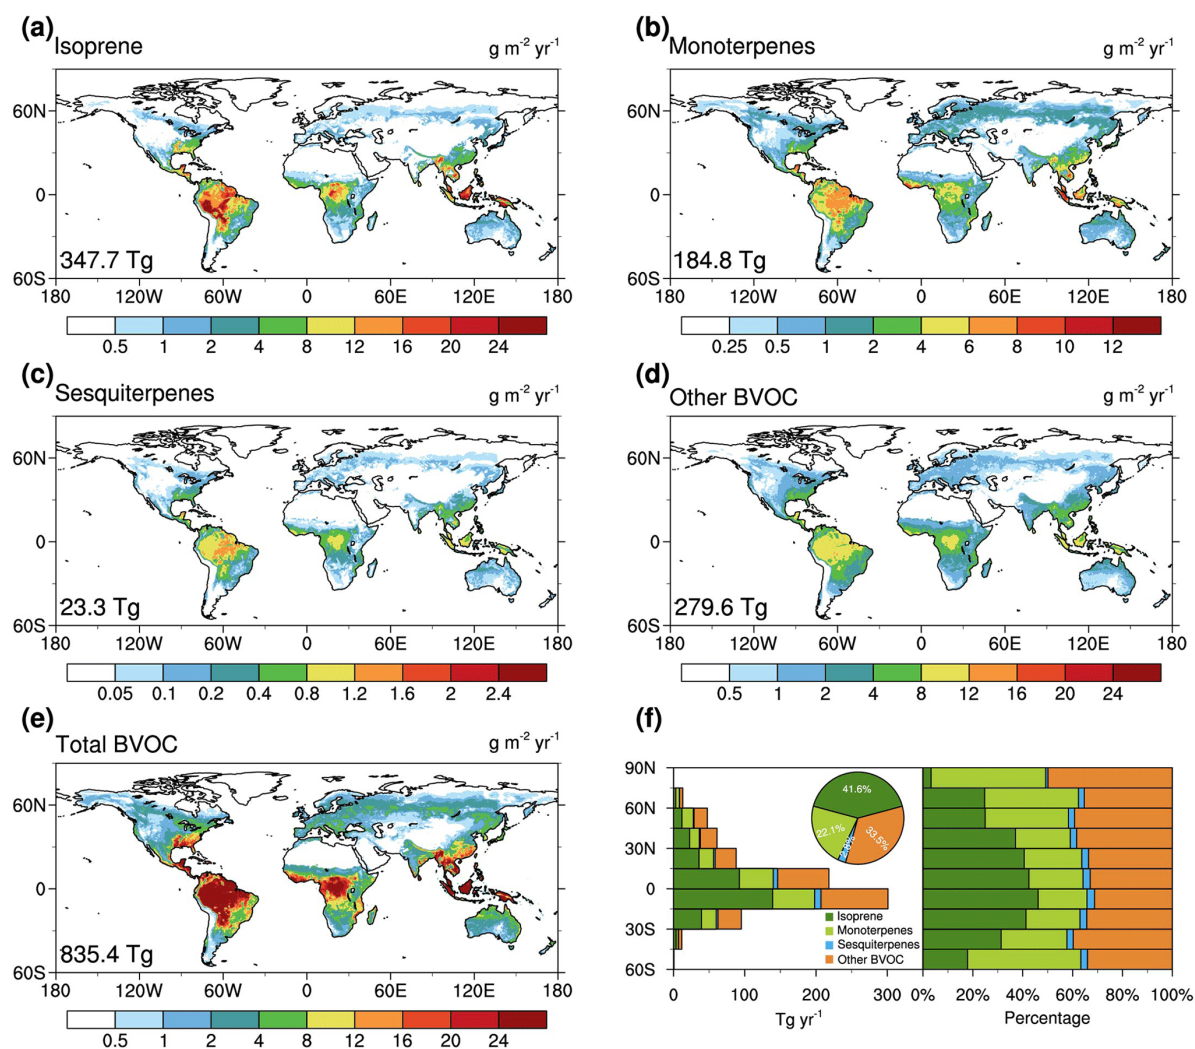 (a)
Isoprene
g m-2 yr-1
60N
0
60S
347.7 Tg
180 120W 60W 0 60E 120E 180
0.5 1 2 4 8 12 16 20 24
(b)
Monoterpenes
g m-2 yr-1
60N
0
60S
184.8 Tg
180 120W 60W 0 60E 120E 180
0.25 0.5 1 2 4 6 8 10 12
(c)
Sesquiterpenes
g m-2 yr-1
60N
0
60S
23.3 Tg
180 120W 60W 0 60E 120E 180
0.05 0.1 0.2 0.4 0.8 1.2 1.6 2 2.4
(d)
Other BVOC
g m-2 yr-1
60N
0
60S
279.6 Tg
180 120W 60W 0 60E 120E 180
0.5 1 2 4 8 12 16 20 24
(e)
Total BVOC
g m-2 yr-1
60N
0
60S
835.4 Tg
180 120W 60W 0 60E 120E 180
0.5 1 2 4 8 12 16 20 24
(f)
90N
60N
30N
0
30S
60S
41.6%
22.1%
33.5%
Isoprene
Monoterpenes
Sesquiterpenes
Other BVOC
0 100 200 300
Tg yr-1
0% 20% 40% 60% 80% 100%
Percentage